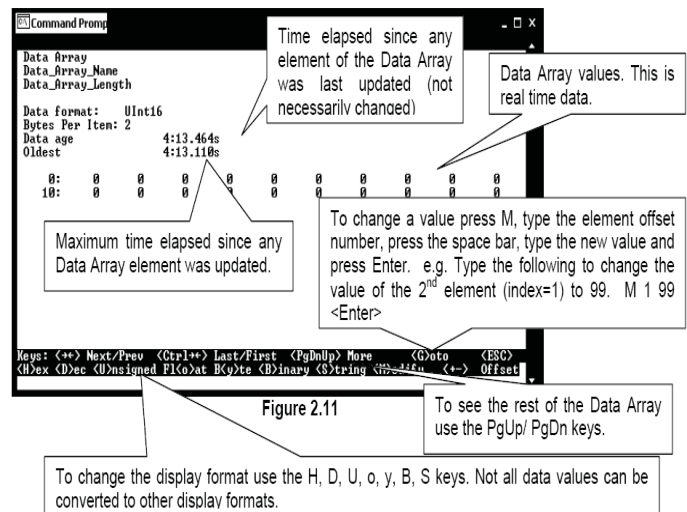 Command Promp
Time elapsed since any
element of the Data Array
was last updated (not
necessarily changed)
Data Array values. This is
real time data.
Data Array
Data_Array_Name
Data_Array_Length
Data format: UInt16
Bytes Per Item: 2
Data age 4:13.464s
Oldest 4:13.110s
0: 0 0 0 0 0 0 0 0 0 0
10: 0 0 0 0 0 0 0 0 0 0
To change a value press M, type the element offset
number, press the space bar, type the new value and
press Enter. e.g. Type the following to change the
value of the 2nd element (index=1) to 99. M 1 99
<Enter>
Maximum time elapsed since any
Data Array element was updated.
Keys: <→←> Next/Prev <Ctrl→←> Last/First <PgDnUp> More <G>oto <ESC>
<H>ex <D>ec <U>nsigned Fl<o>at B<y>te <B>inary <S>tring <M>odify <+-> Offset
Figure 2.11
To see the rest of the Data Array
use the PgUp/ PgDn keys.
To change the display format use the H, D, U, o, y, B, S keys. Not all data values can be
converted to other display formats.